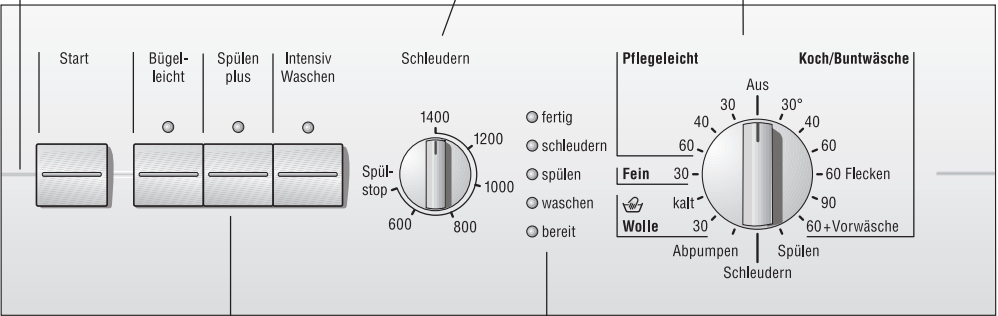 Start
Bügel-
leicht
Spülen
plus
Intensiv
Waschen
Schleudern
1400
1200
1000
800
600
Spül-
stop
fertig
schleudern
spülen
waschen
bereit
Pflegeleicht
Koch/Buntwäsche
Aus
30°
40
60
60 Flecken
90
60+Vorwäsche
Spülen
Schleudern
Abpumpen
Wolle 30
kalt
Fein 30
60
40
30